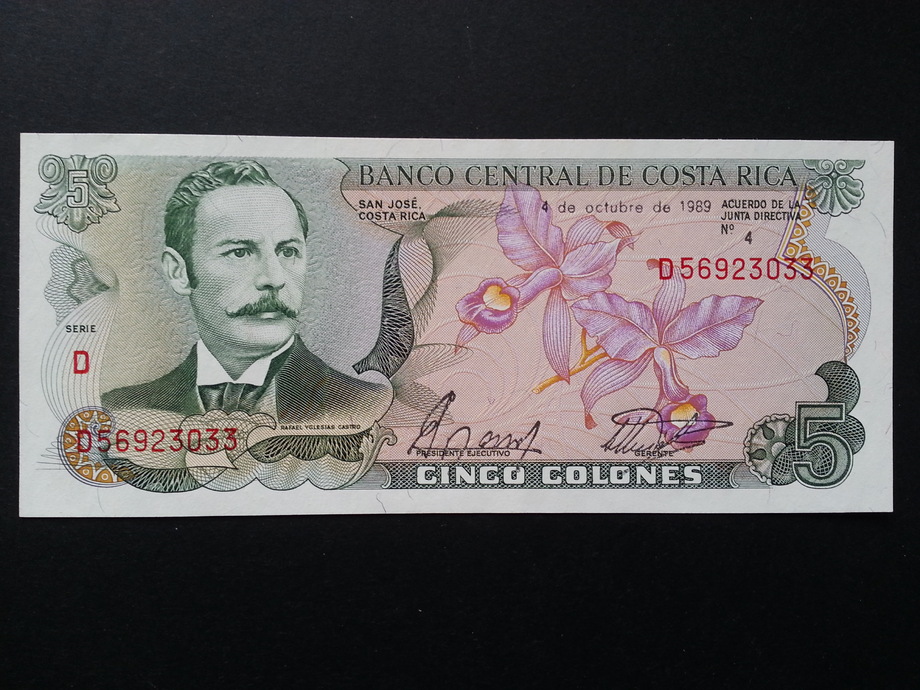 5
BANCO CENTRAL DE COSTA RICA
SAN JOSÉ,
COSTA RICA
4 de octubre de 1989
ACUERDO DE LA
JUNTA DIRECTIVA
Nº 4
D56923033
SERIE
D
D56923033
RAFAEL YGLESIAS CASTRO
PRESIDENTE EJECUTIVO
GERENTE
CINCO COLONES
5